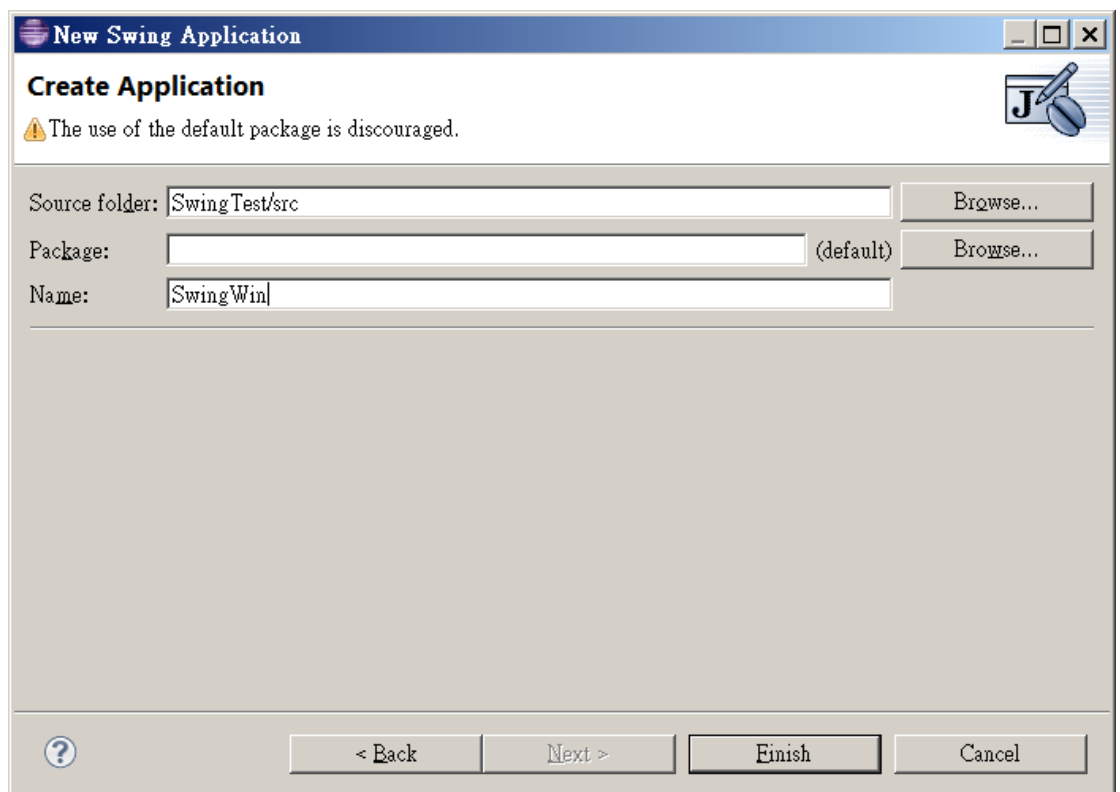 New Swing Application
Create Application
The use of the default package is discouraged.
J
Source folder: SwingTest/src Browse...
Package: (default) Browse...
Name: SwingWin
? < Back Next > Finish Cancel